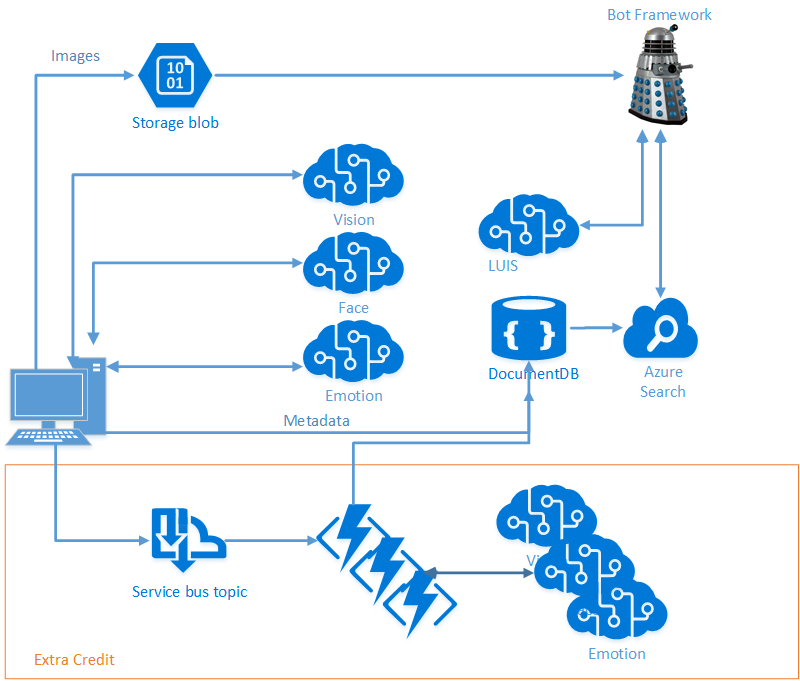 Bot Framework
Images
10
01
Storage blob
Vision
LUIS
Face
{ }
DocumentDB
Azure
Search
Emotion
Metadata
Service bus topic
Emotion
Extra Credit